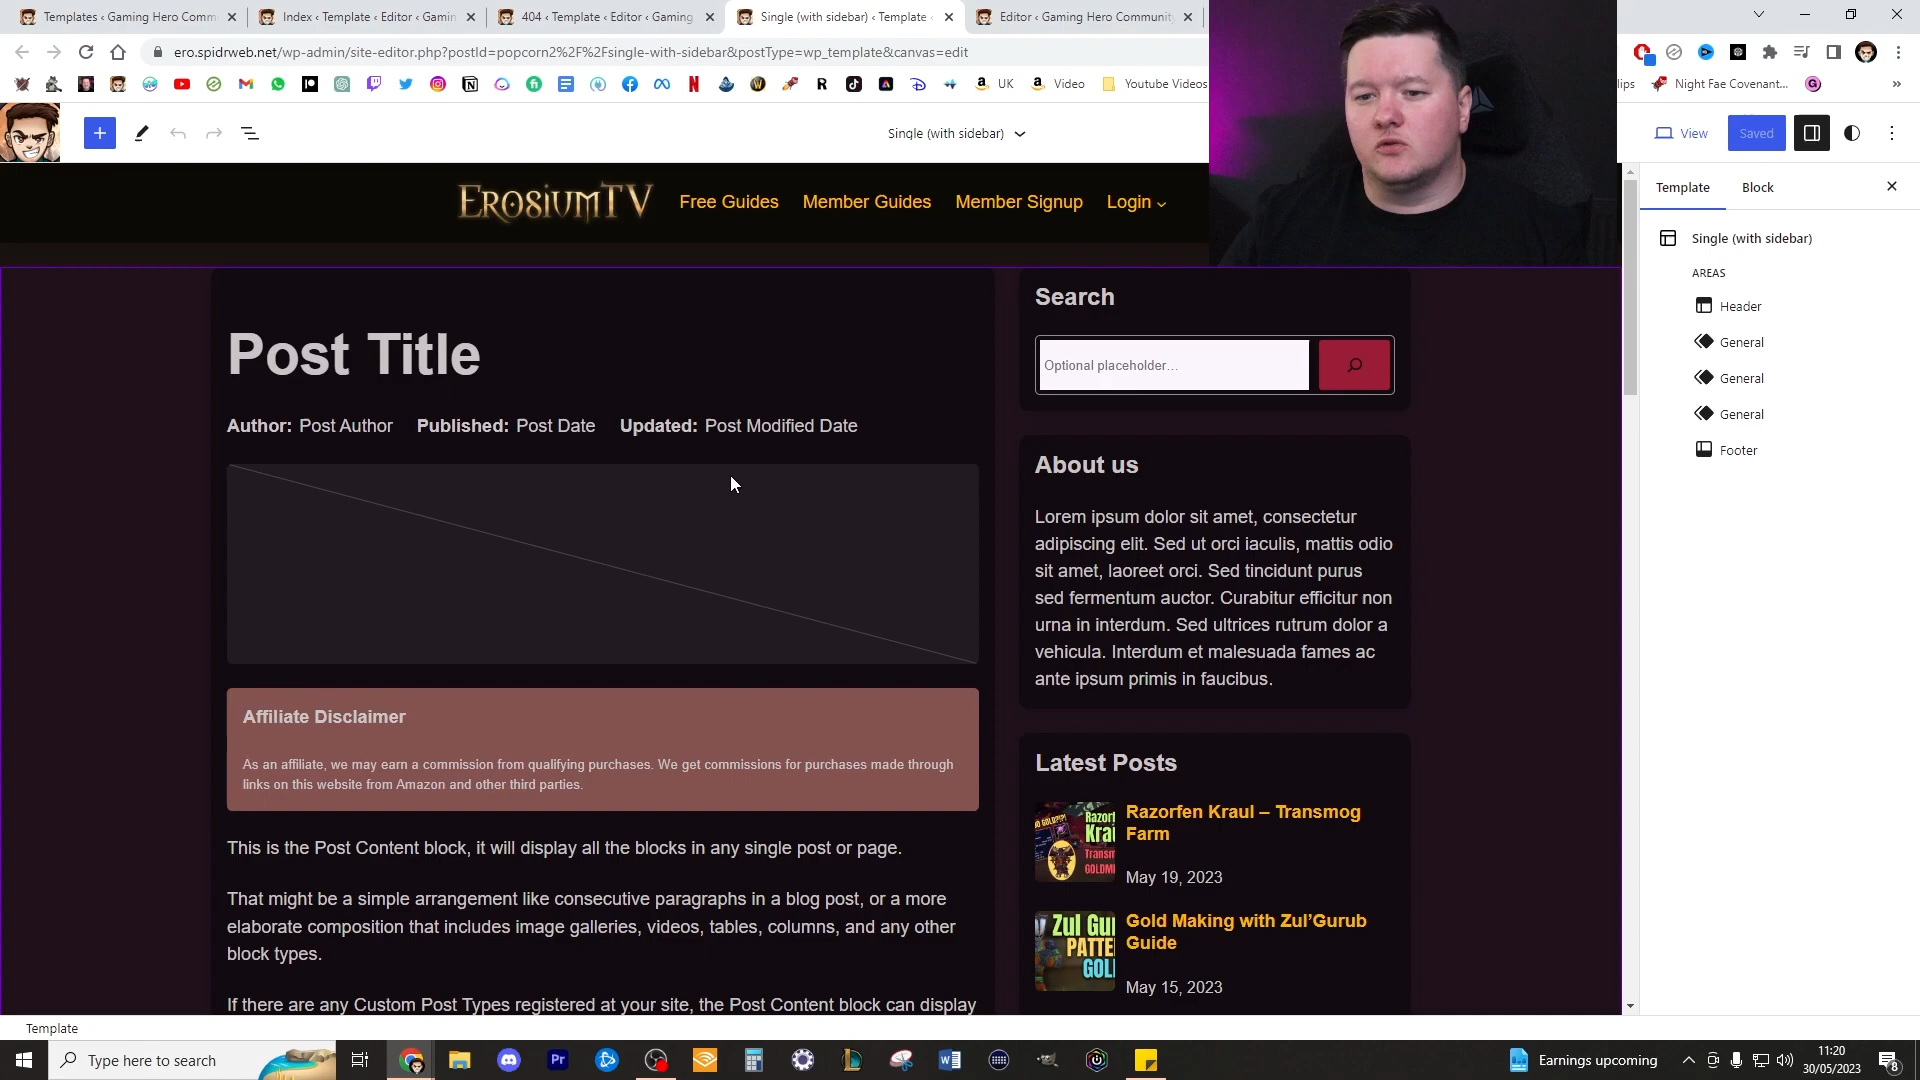 Templates ‹ Gaming Hero Comm
Index ‹ Template ‹ Editor ‹ Gamin
404 ‹ Template ‹ Editor ‹ Gaming
Single (with sidebar) ‹ Template ‹
Editor ‹ Gaming Hero Community
ero.spidrweb.net/wp-admin/site-editor.php?postId=popcorn2%2F%2Fsingle-with-sidebar&postType=wp_template&canvas=edit
UK
Video
Youtube Videos
lips
Night Fae Covenant...
»
Single (with sidebar)
View
Saved
EROSIUMTV
Free Guides
Member Guides
Member Signup
Login
Template
Block
Single (with sidebar)
AREAS
Header
General
General
General
Footer
Post Title
Author: Post Author Published: Post Date Updated: Post Modified Date
Affiliate Disclaimer
As an affiliate, we may earn a commission from qualifying purchases. We get commissions for purchases made through
links on this website from Amazon and other third parties.
This is the Post Content block, it will display all the blocks in any single post or page.
That might be a simple arrangement like consecutive paragraphs in a blog post, or a more
elaborate composition that includes image galleries, videos, tables, columns, and any other
block types.
If there are any Custom Post Types registered at your site, the Post Content block can display
Search
Optional placeholder...
About us
Lorem ipsum dolor sit amet, consectetur
adipiscing elit. Sed ut orci iaculis, mattis odio
sit amet, laoreet orci. Sed tincidunt purus
sed fermentum auctor. Curabitur efficitur non
urna in interdum. Sed ultrices rutrum dolor a
vehicula. Interdum et malesuada fames ac
ante ipsum primis in faucibus.
Latest Posts
Razorfen Kraul – Transmog
Farm
May 19, 2023
Zul Gu
PATTE
GOL
Gold Making with Zul’Gurub
Guide
May 15, 2023
Template
Type here to search
Earnings upcoming
11:20
30/05/2023
8